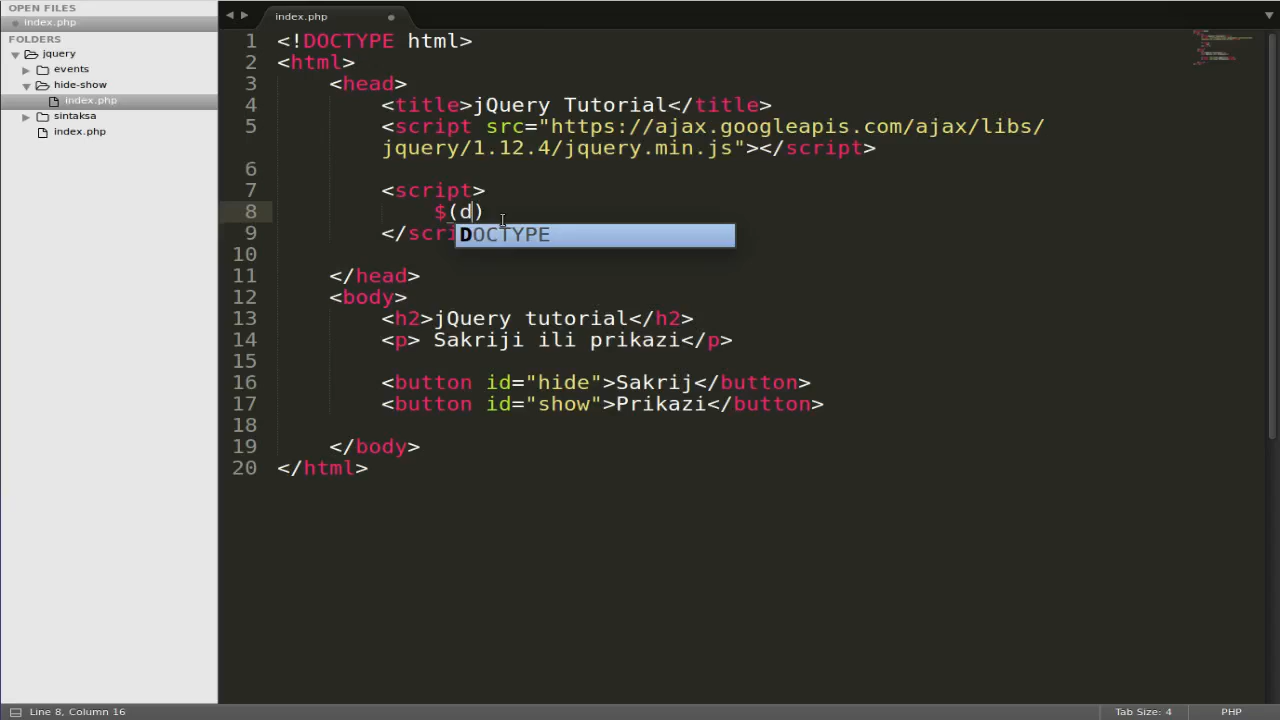 OPEN FILES
index.php
FOLDERS
jquery
events
hide-show
index.php
sintaksa
index.php
index.php
1 <!DOCTYPE html>
2 <html>
3 <head>
4 <title>jQuery Tutorial</title>
5 <script src="https://ajax.googleapis.com/ajax/libs/
jquery/1.12.4/jquery.min.js"></script>
6
7 <script>
8 $(d)
9 </scri
DOCTYPE
10
11 </head>
12 <body>
13 <h2>jQuery tutorial</h2>
14 <p> Sakriji ili prikazi</p>
15
16 <button id="hide">Sakrij</button>
17 <button id="show">Prikazi</button>
18
19 </body>
20 </html>
Line 8, Column 16
Tab Size: 4
PHP